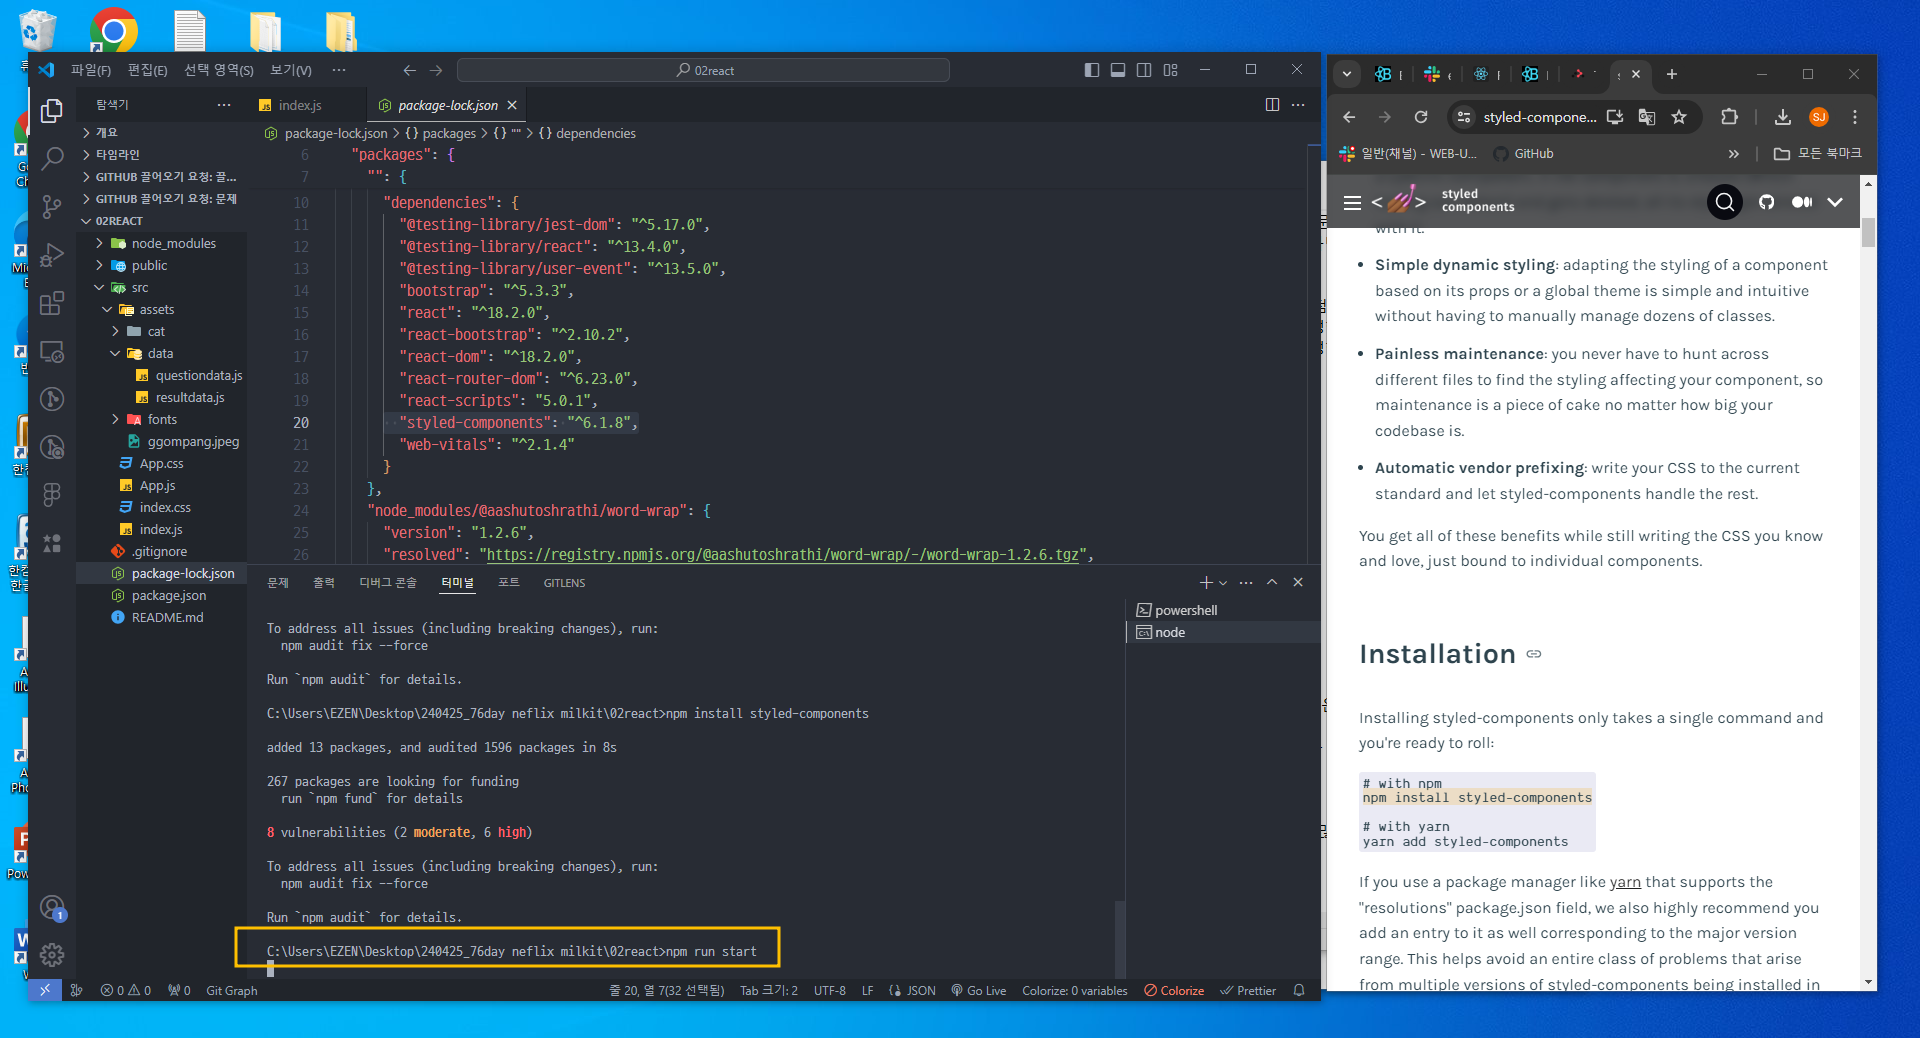 파일(F) 편집(E) 선택 영역(S) 보기(V) ···
02react
탐색기 ···
개요
타임라인
GITHUB 끌어오기 요청: 끌...
GITHUB 끌어오기 요청: 문제
02REACT
node_modules
public
src
assets
cat
data
questiondata.js
resultdata.js
fonts
ggompang.jpeg
App.css
App.js
index.css
index.js
.gitignore
package-lock.json
package.json
README.md
index.js
package-lock.json
package-lock.json > {} packages > {} "" > {} dependencies
6 "packages": {
7 "": {
10 "dependencies": {
11 "@testing-library/jest-dom": "^5.17.0",
12 "@testing-library/react": "^13.4.0",
13 "@testing-library/user-event": "^13.5.0",
14 "bootstrap": "^5.3.3",
15 "react": "^18.2.0",
16 "react-bootstrap": "^2.10.2",
17 "react-dom": "^18.2.0",
18 "react-router-dom": "^6.23.0",
19 "react-scripts": "5.0.1",
20 "styled-components": "^6.1.8",
21 "web-vitals": "^2.1.4"
22 }
23 },
24 "node_modules/@aashutoshrathi/word-wrap": {
25 "version": "1.2.6",
26 "resolved": "https://registry.npmjs.org/@aashutoshrathi/word-wrap/-/word-wrap-1.2.6.tgz",
문제 출력 디버그 콘솔 터미널 포트 GITLENS
powershell
node
To address all issues (including breaking changes), run:
npm audit fix --force
Run `npm audit` for details.
C:\Users\EZEN\Desktop\240425_76day neflix milkit\02react>npm install styled-components
added 13 packages, and audited 1596 packages in 8s
267 packages are looking for funding
run `npm fund` for details
8 vulnerabilities (2 moderate, 6 high)
To address all issues (including breaking changes), run:
npm audit fix --force
Run `npm audit` for details.
C:\Users\EZEN\Desktop\240425_76day neflix milkit\02react>npm run start
1
0 0 0 Git Graph
줄 20, 열 7(32 선택됨) Tab 크기: 2 UTF-8 LF {} JSON Go Live Colorize: 0 variables Colorize Prettier
styled-compone...
SJ
일반(채널) - WEB-U... GitHub » 모든 북마크
styled
components
with it.
• Simple dynamic styling: adapting the styling of a component
based on its props or a global theme is simple and intuitive
without having to manually manage dozens of classes.
• Painless maintenance: you never have to hunt across
different files to find the styling affecting your component, so
maintenance is a piece of cake no matter how big your
codebase is.
• Automatic vendor prefixing: write your CSS to the current
standard and let styled-components handle the rest.
You get all of these benefits while still writing the CSS you know
and love, just bound to individual components.
Installation
Installing styled-components only takes a single command and
you're ready to roll:
# with npm
npm install styled-components
# with yarn
yarn add styled-components
If you use a package manager like yarn that supports the
"resolutions" package.json field, we also highly recommend you
add an entry to it as well corresponding to the major version
range. This helps avoid an entire class of problems that arise
from multiple versions of styled-components being installed in